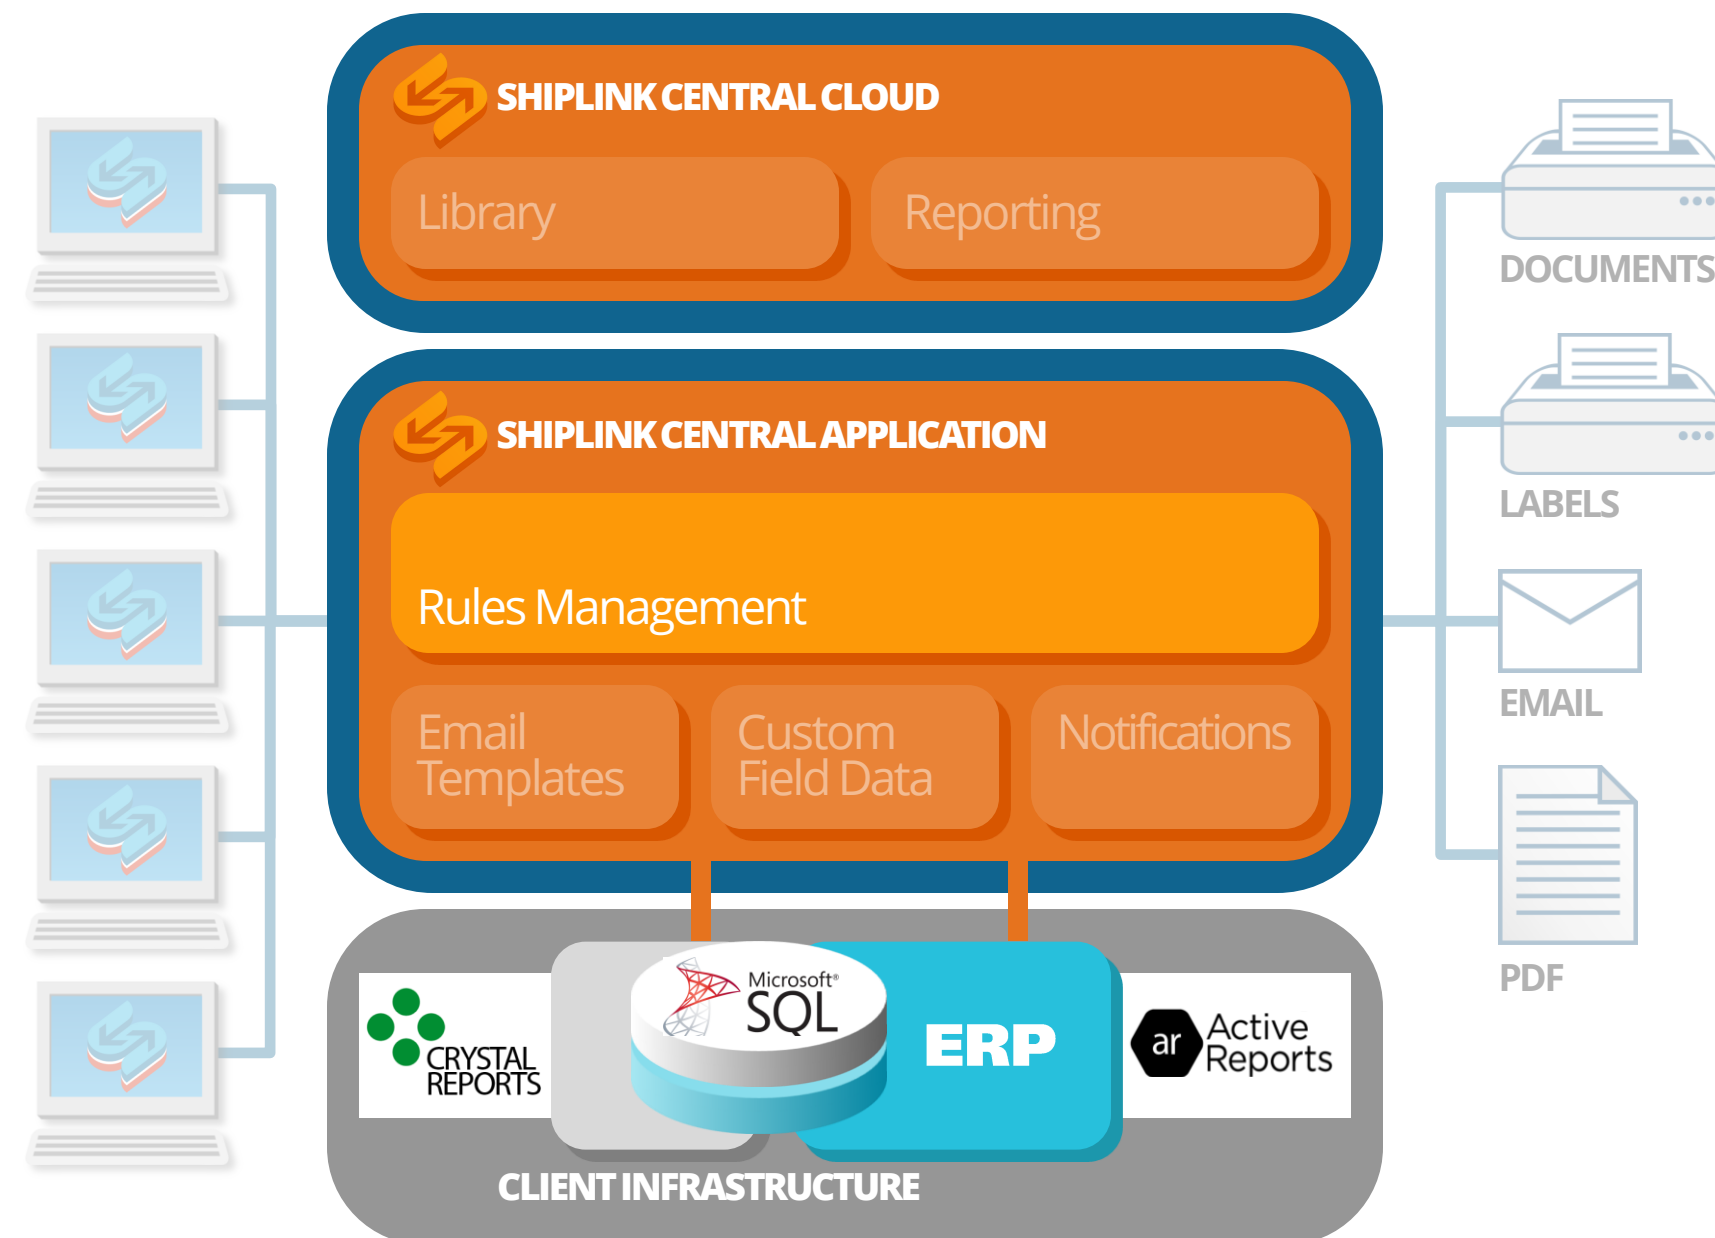 SHIPLINK CENTRAL CLOUD
Library
Reporting
SHIPLINK CENTRAL APPLICATION
Rules Management
Email
Templates
Custom
Field Data
Notifications
CRYSTAL
REPORTS
Microsoft®
SQL
ERP
ar
Active
Reports
CLIENT INFRASTRUCTURE
DOCUMENTS
LABELS
EMAIL
PDF